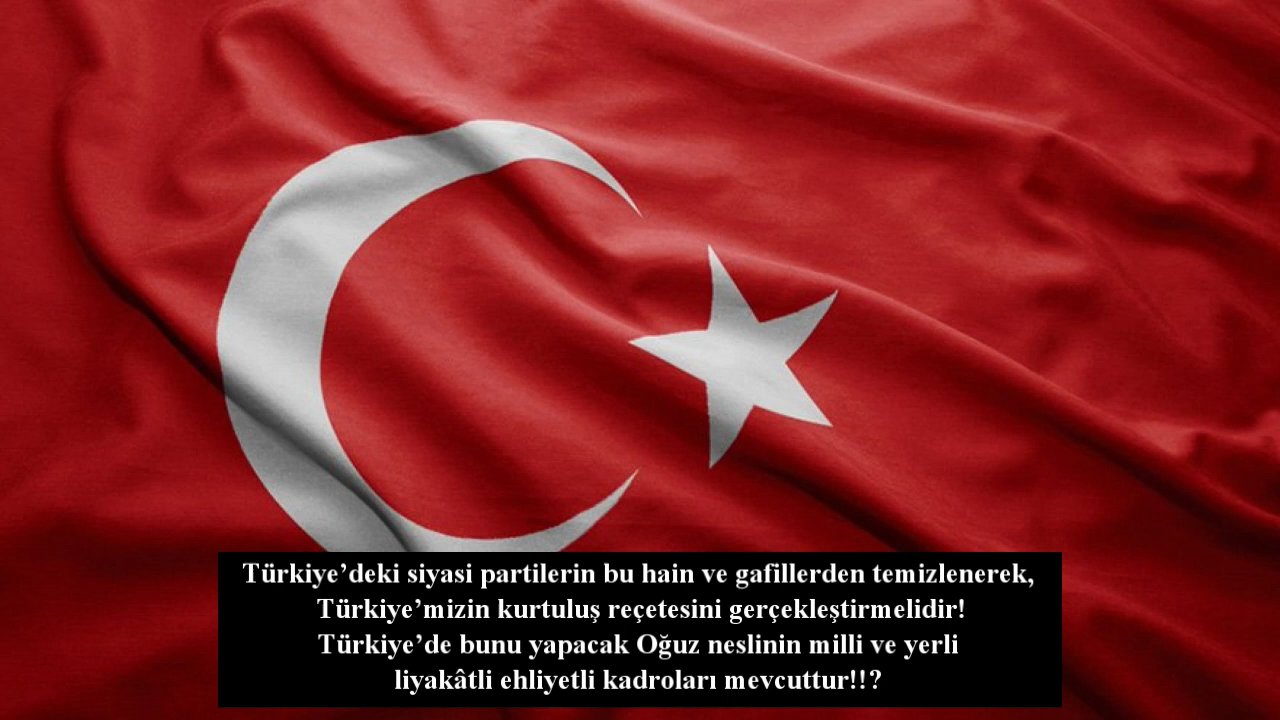 Türkiye’deki siyasi partilerin bu hain ve gafillerden temizlenerek,
Türkiye’mizin kurtuluş reçetesini gerçekleştirmelidir!
Türkiye’de bunu yapacak Oğuz neslinin milli ve yerli
liyakâtli ehliyetli kadroları mevcuttur!!?